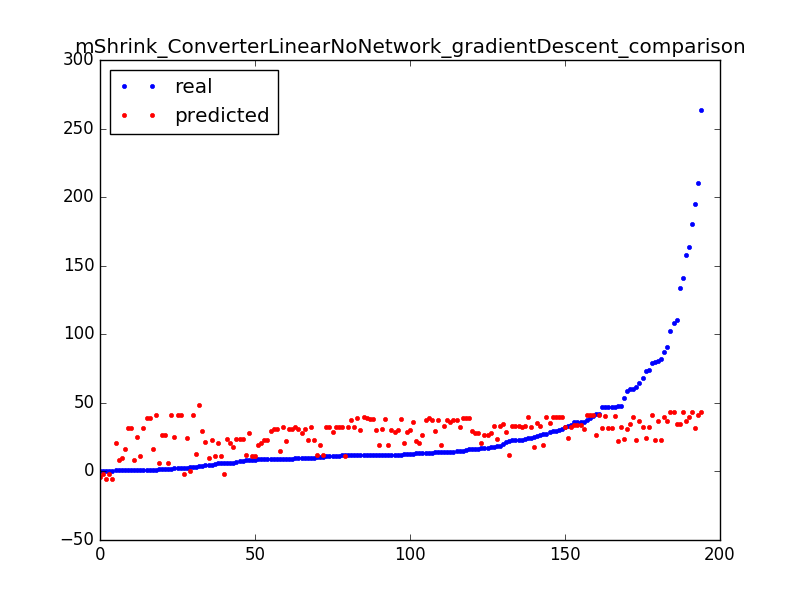 mShrink_ConverterLinearNoNetwork_gradientDescent_comparison
real
predicted
300
250
200
150
100
50
0
−50
0 50 100 150 200